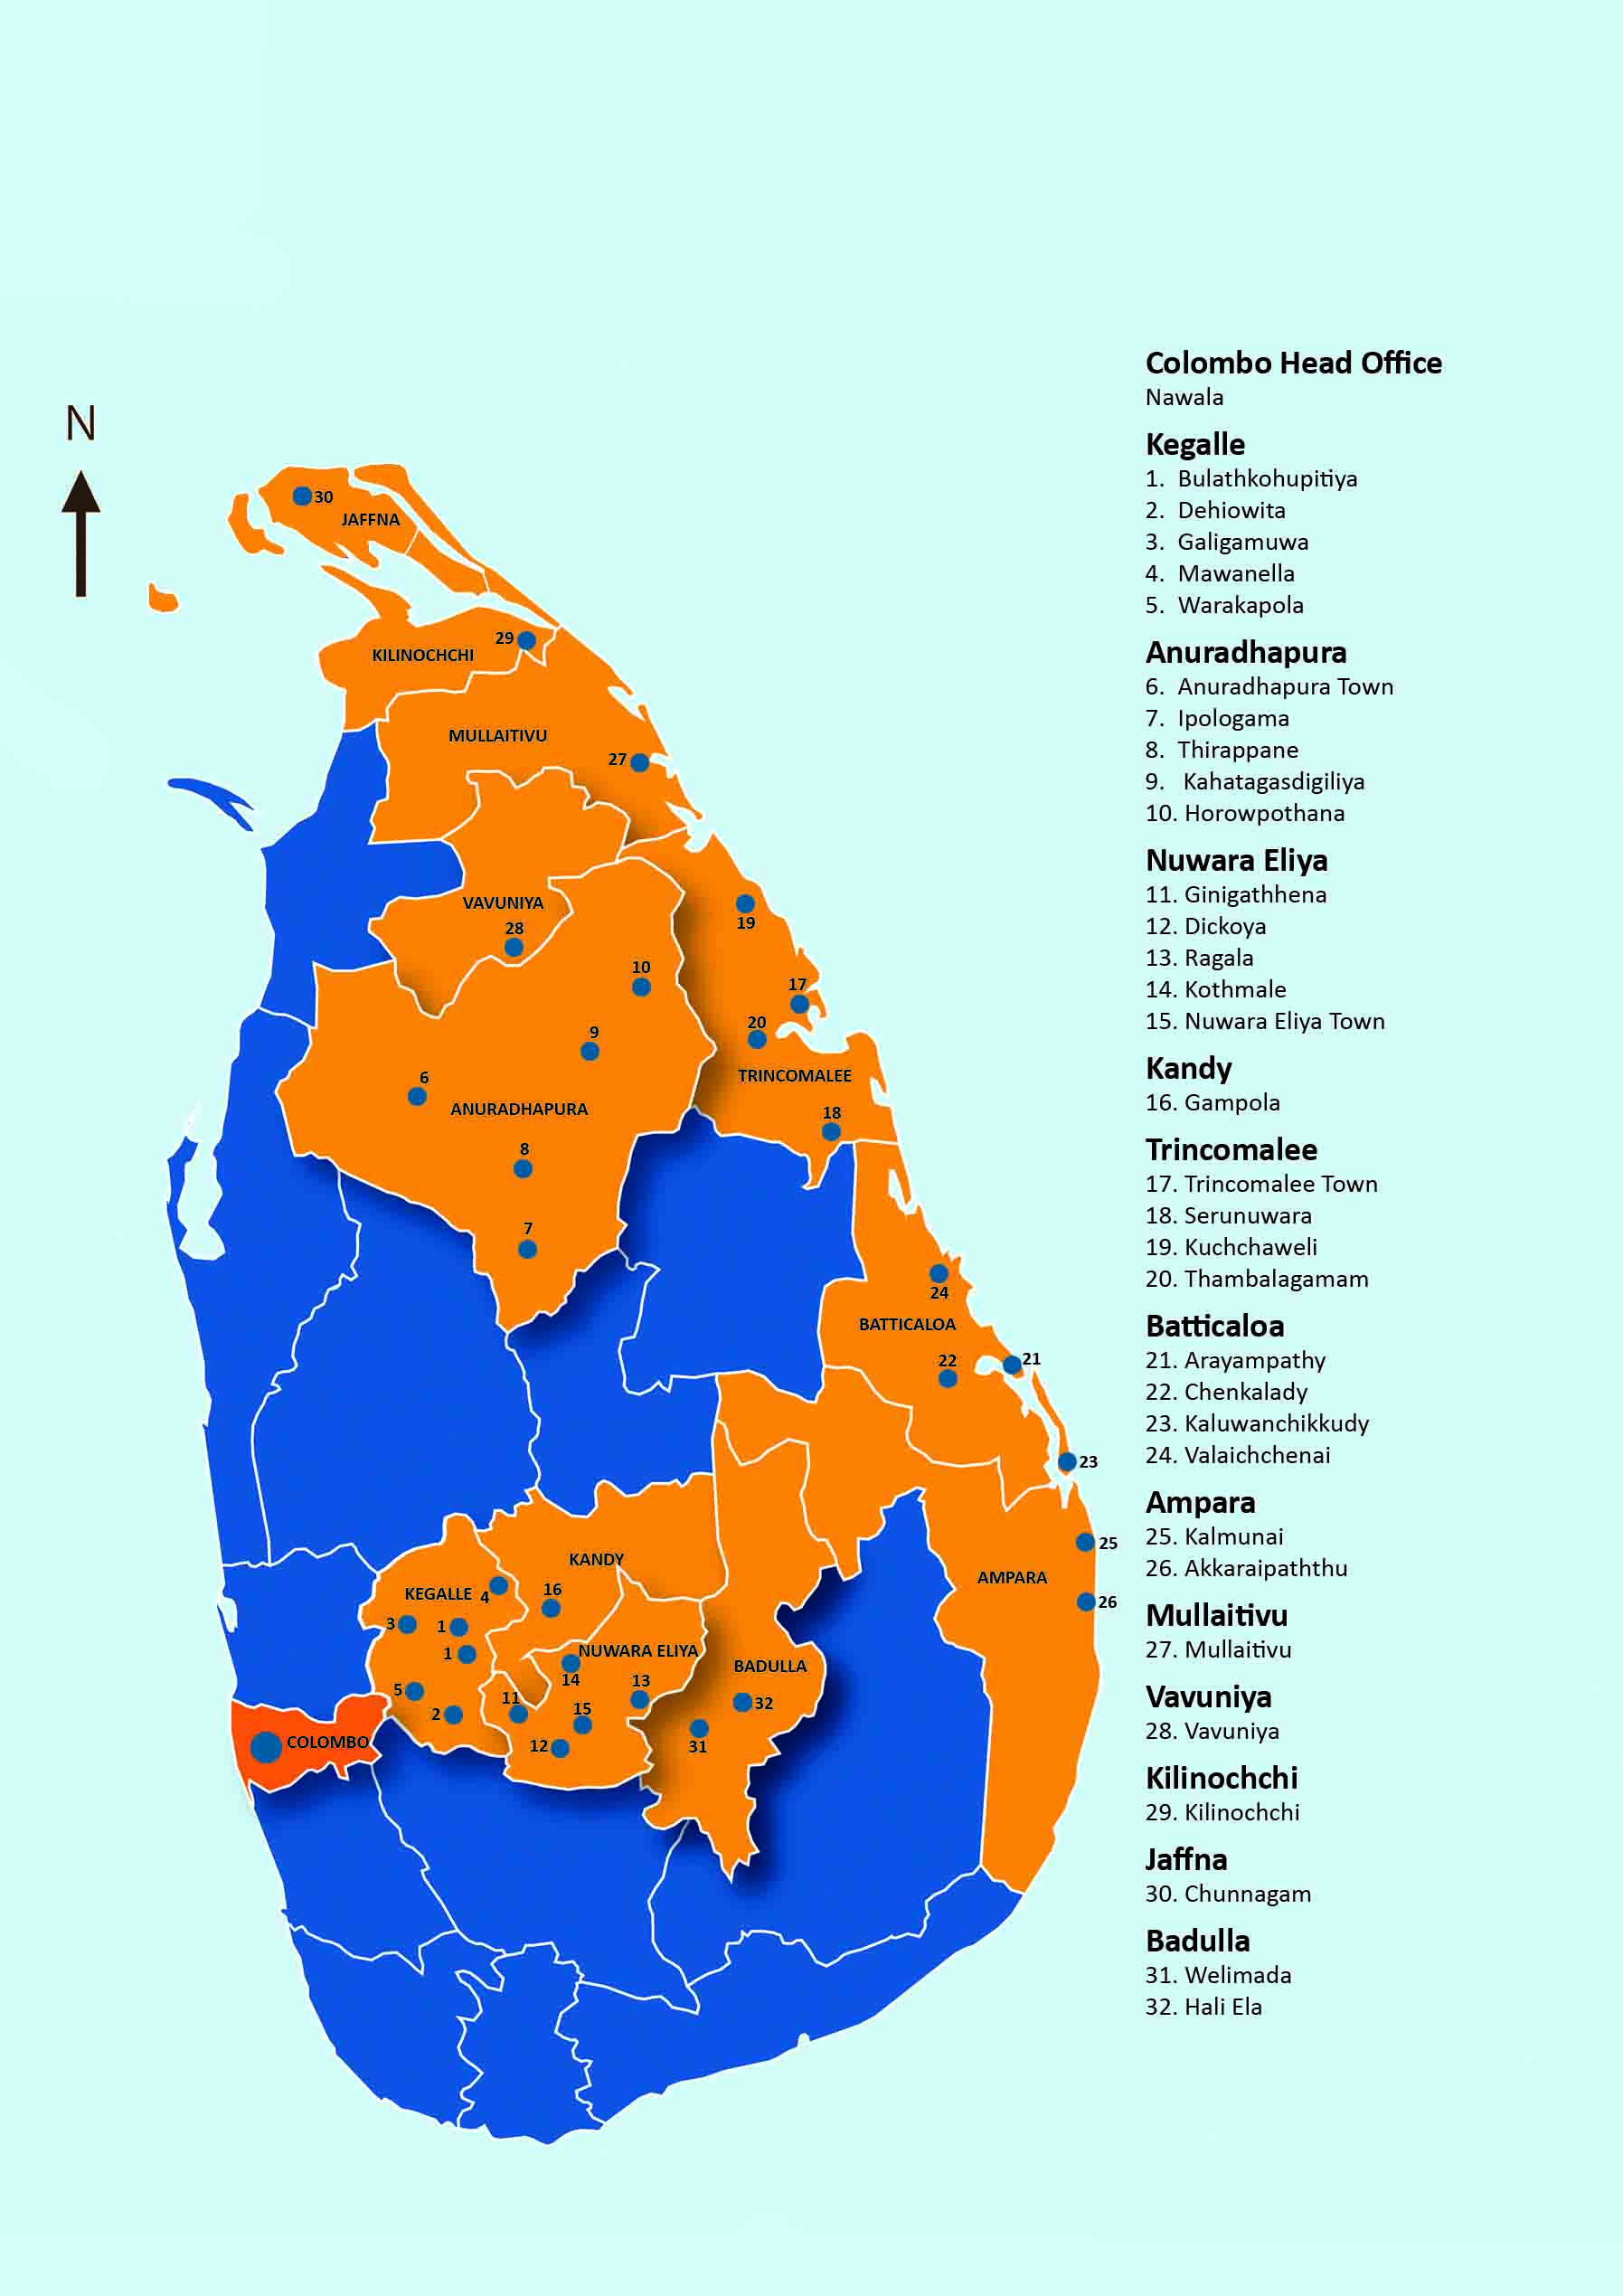 N
30
JAFFNA
29
KILINOCHCHI
MULLAITIVU
27
VAVUNIYA
28
19
10
17
20
9
TRINCOMALEE
6
ANURADHAPURA
18
8
7
24
BATTICALOA
22
21
23
25
KANDY
AMPARA
KEGALLE
4
16
26
3
1
1
NUWARA ELIYA
BADULLA
14
13
5
11
32
15
2
31
12
COLOMBO
Colombo Head Office
Nawala
Kegalle
1. Bulathkohupitiya
2. Dehiowita
3. Galigamuwa
4. Mawanella
5. Warakapola
Anuradhapura
6. Anuradhapura Town
7. Ipologama
8. Thirappane
9. Kahatagasdigiliya
10. Horowpothana
Nuwara Eliya
11. Ginigathhena
12. Dickoya
13. Ragala
14. Kothmale
15. Nuwara Eliya Town
Kandy
16. Gampola
Trincomalee
17. Trincomalee Town
18. Serunuwara
19. Kuchchaweli
20. Thambalagamam
Batticaloa
21. Arayampathy
22. Chenkalady
23. Kaluwanchikkudy
24. Valaichchenai
Ampara
25. Kalmunai
26. Akkaraipaththu
Mullaitivu
27. Mullaitivu
Vavuniya
28. Vavuniya
Kilinochchi
29. Kilinochchi
Jaffna
30. Chunnagam
Badulla
31. Welimada
32. Hali Ela